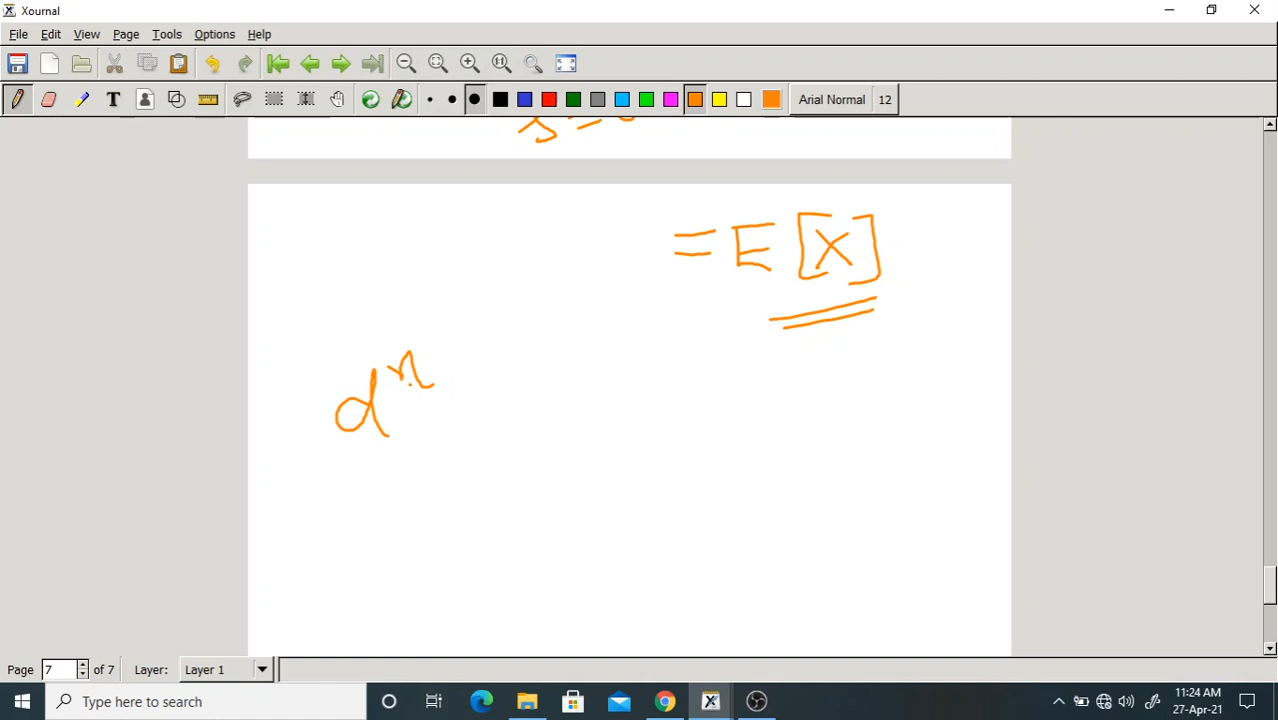 Xournal
File Edit View Page Tools Options Help
Arial Normal 12
s = 0
= E [X]
d^n
Page 7 of 7 Layer: Layer 1
Type here to search
11:24 AM
27-Apr-21